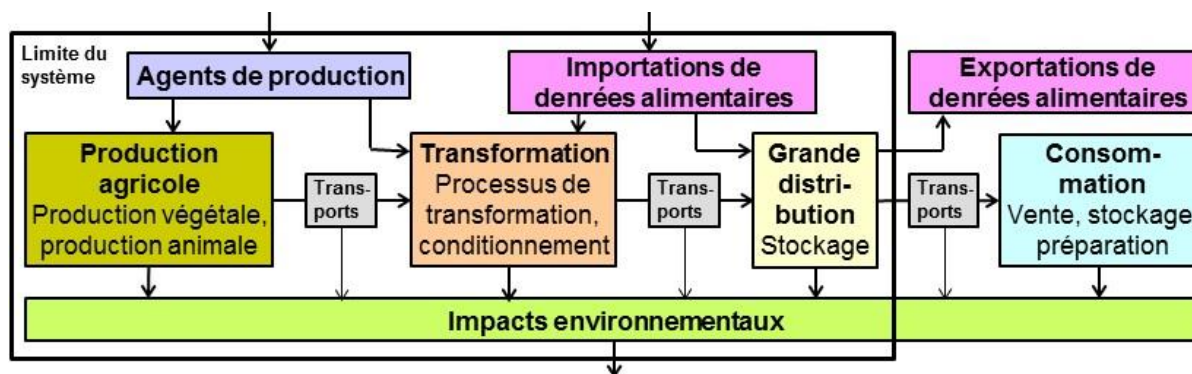 Limite du
système
Agents de production
Importations de
denrées alimentaires
Exportations de
denrées alimentaires
Production
agricole
Production végétale,
production animale
Trans-
ports
Transformation
Processus de
transformation,
conditionnement
Trans-
ports
Grande
distri-
bution
Stockage
Trans-
ports
Consom-
mation
Vente, stockage,
préparation
Impacts environnementaux